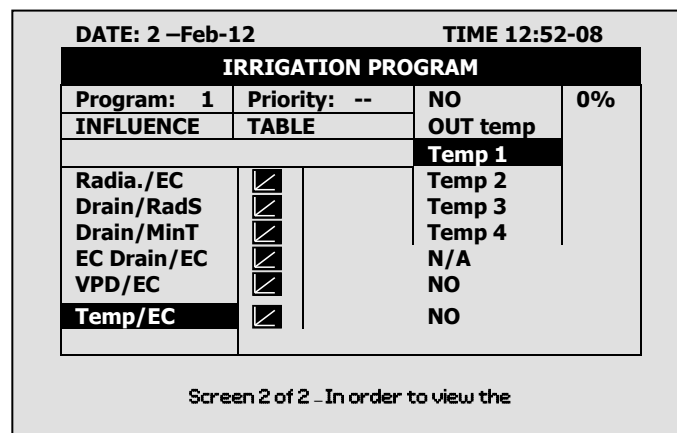 DATE: 2 –Feb-12 TIME 12:52-08
IRRIGATION PROGRAM
Program: 1 Priority: -- NO 0%
INFLUENCE TABLE OUT temp
Temp 1
Radia./EC Temp 2
Drain/RadS Temp 3
Drain/MinT Temp 4
EC Drain/EC N/A
VPD/EC NO
Temp/EC NO
Screen 2 of 2 – In order to view the